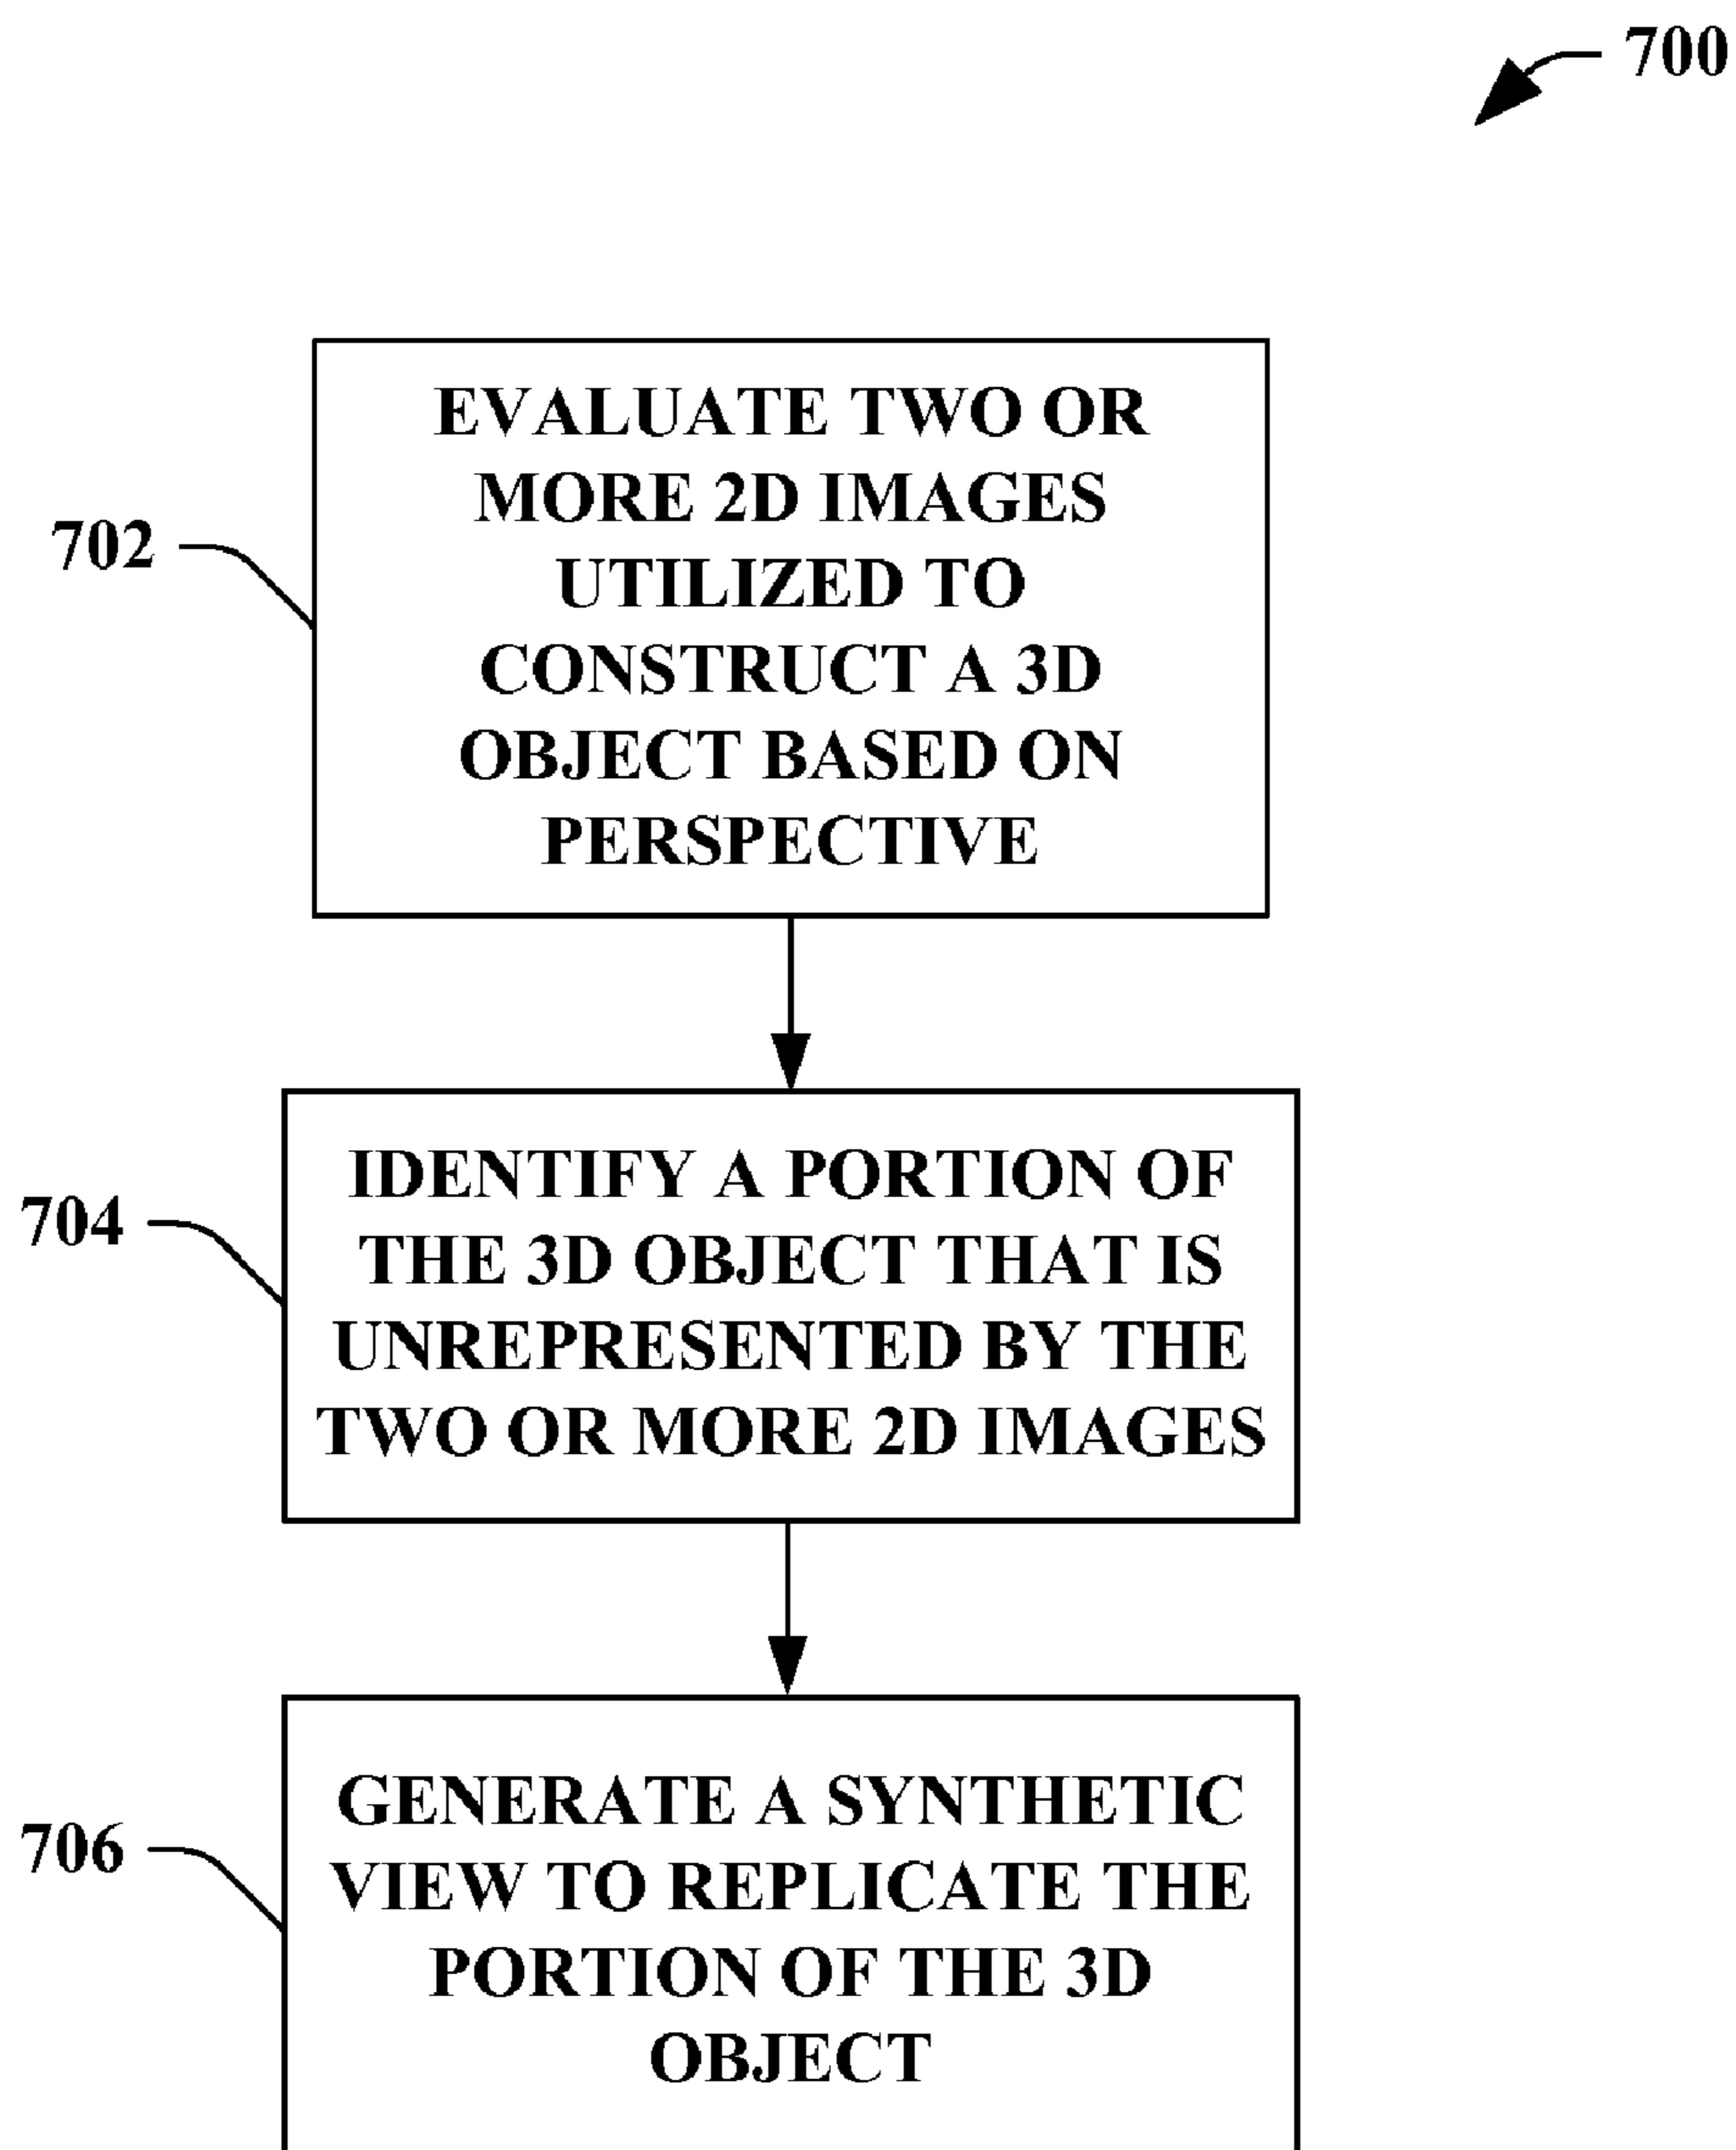 700
702
EVALUATE TWO OR
MORE 2D IMAGES
UTILIZED TO
CONSTRUCT A 3D
OBJECT BASED ON
PERSPECTIVE
704
IDENTIFY A PORTION OF
THE 3D OBJECT THAT IS
UNREPRESENTED BY THE
TWO OR MORE 2D IMAGES
706
GENERATE A SYNTHETIC
VIEW TO REPLICATE THE
PORTION OF THE 3D
OBJECT